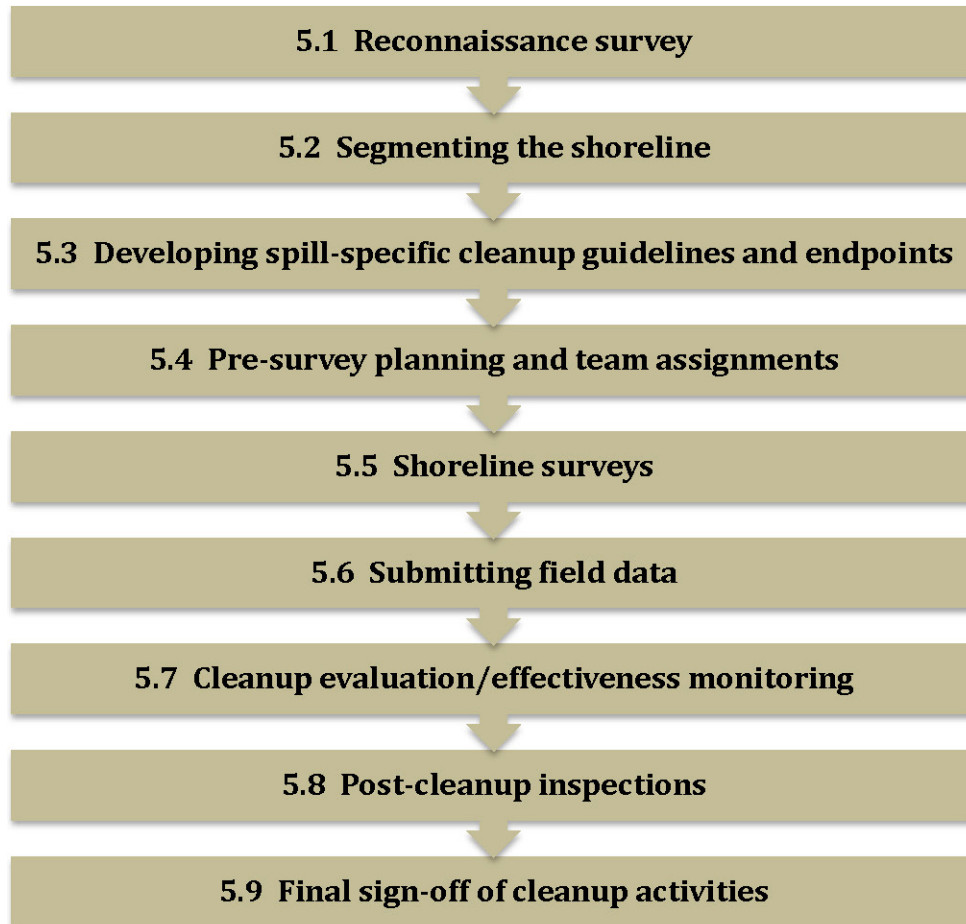 5.1 Reconnaissance survey
5.2 Segmenting the shoreline
5.3 Developing spill-specific cleanup guidelines and endpoints
5.4 Pre-survey planning and team assignments
5.5 Shoreline surveys
5.6 Submitting field data
5.7 Cleanup evaluation/effectiveness monitoring
5.8 Post-cleanup inspections
5.9 Final sign-off of cleanup activities